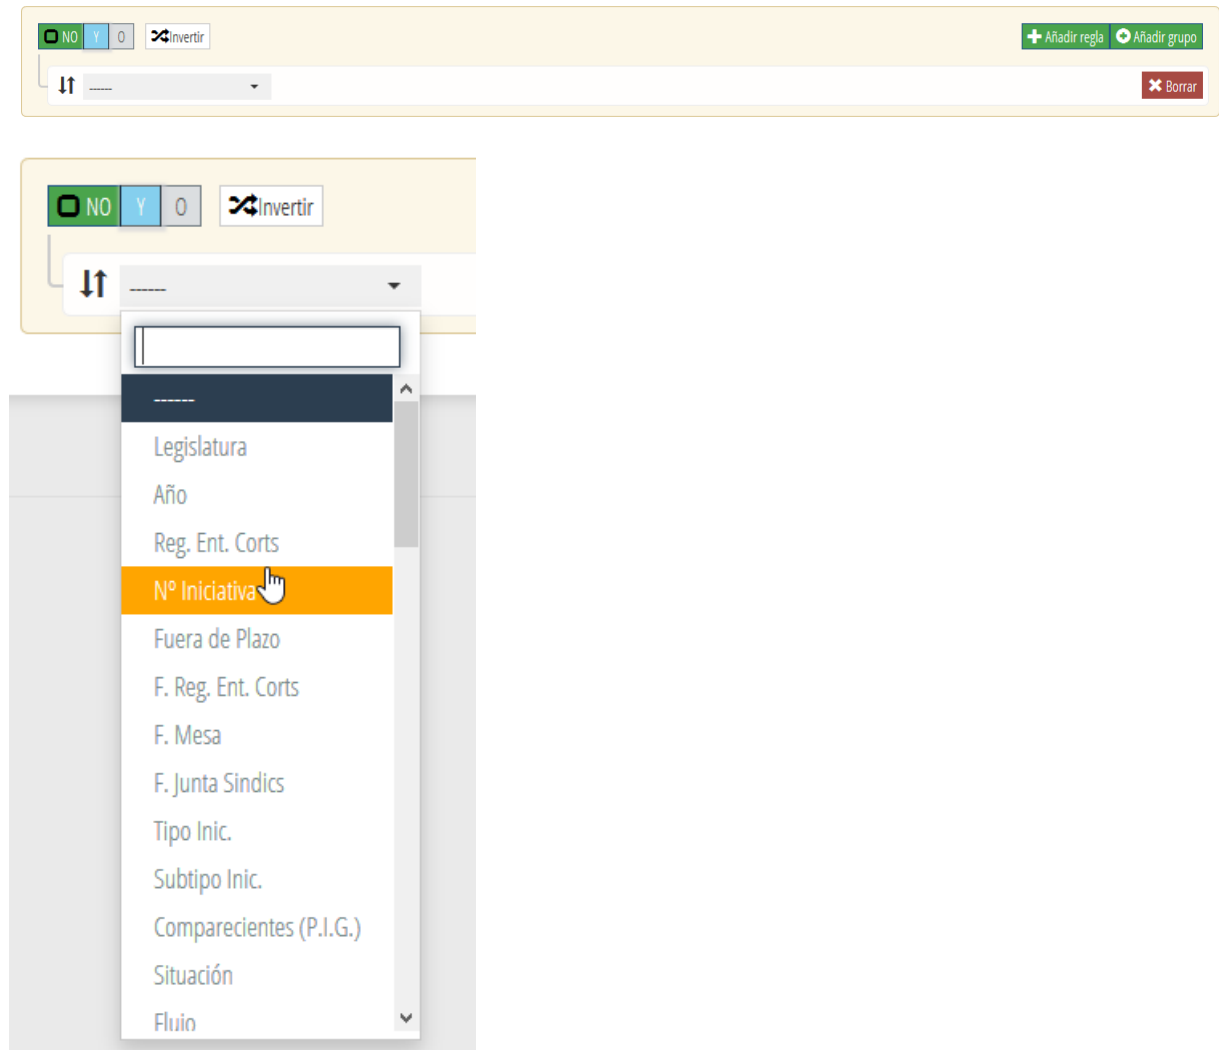 NO Y O Invertir Añadir regla Añadir grupo
------ Borrar
NO Y O Invertir
------
------
Legislatura
Año
Reg. Ent. Corts
Nº Iniciativa
Fuera de Plazo
F. Reg. Ent. Corts
F. Mesa
F. Junta Sindics
Tipo Inic.
Subtipo Inic.
Comparecientes (P.I.G.)
Situación
Flujo